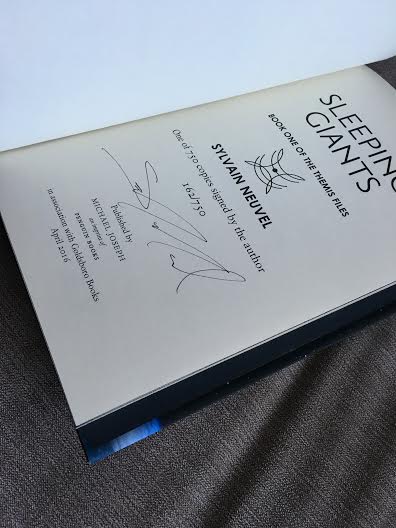 SLEEPING
GIANTS
BOOK ONE OF THE THEMIS FILES
SYLVAIN NEUVEL
One of 750 copies signed by the author
162/750
Published by
MICHAEL JOSEPH
an imprint of
PENGUIN BOOKS
in association with Goldsboro Books
April 2016